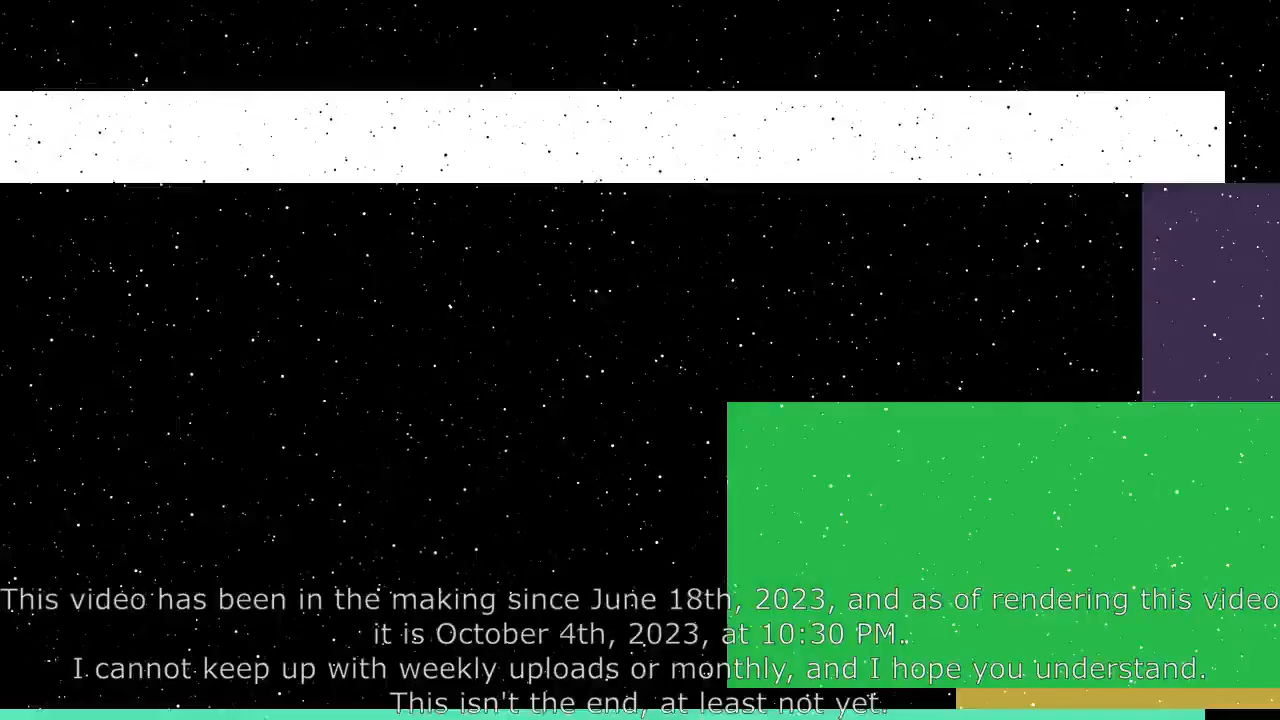 This video has been in the making since June 18th, 2023, and as of rendering this video
it is October 4th, 2023, at 10:30 PM.
I cannot keep up with weekly uploads or monthly, and I hope you understand.
This isn't the end, at least not yet.